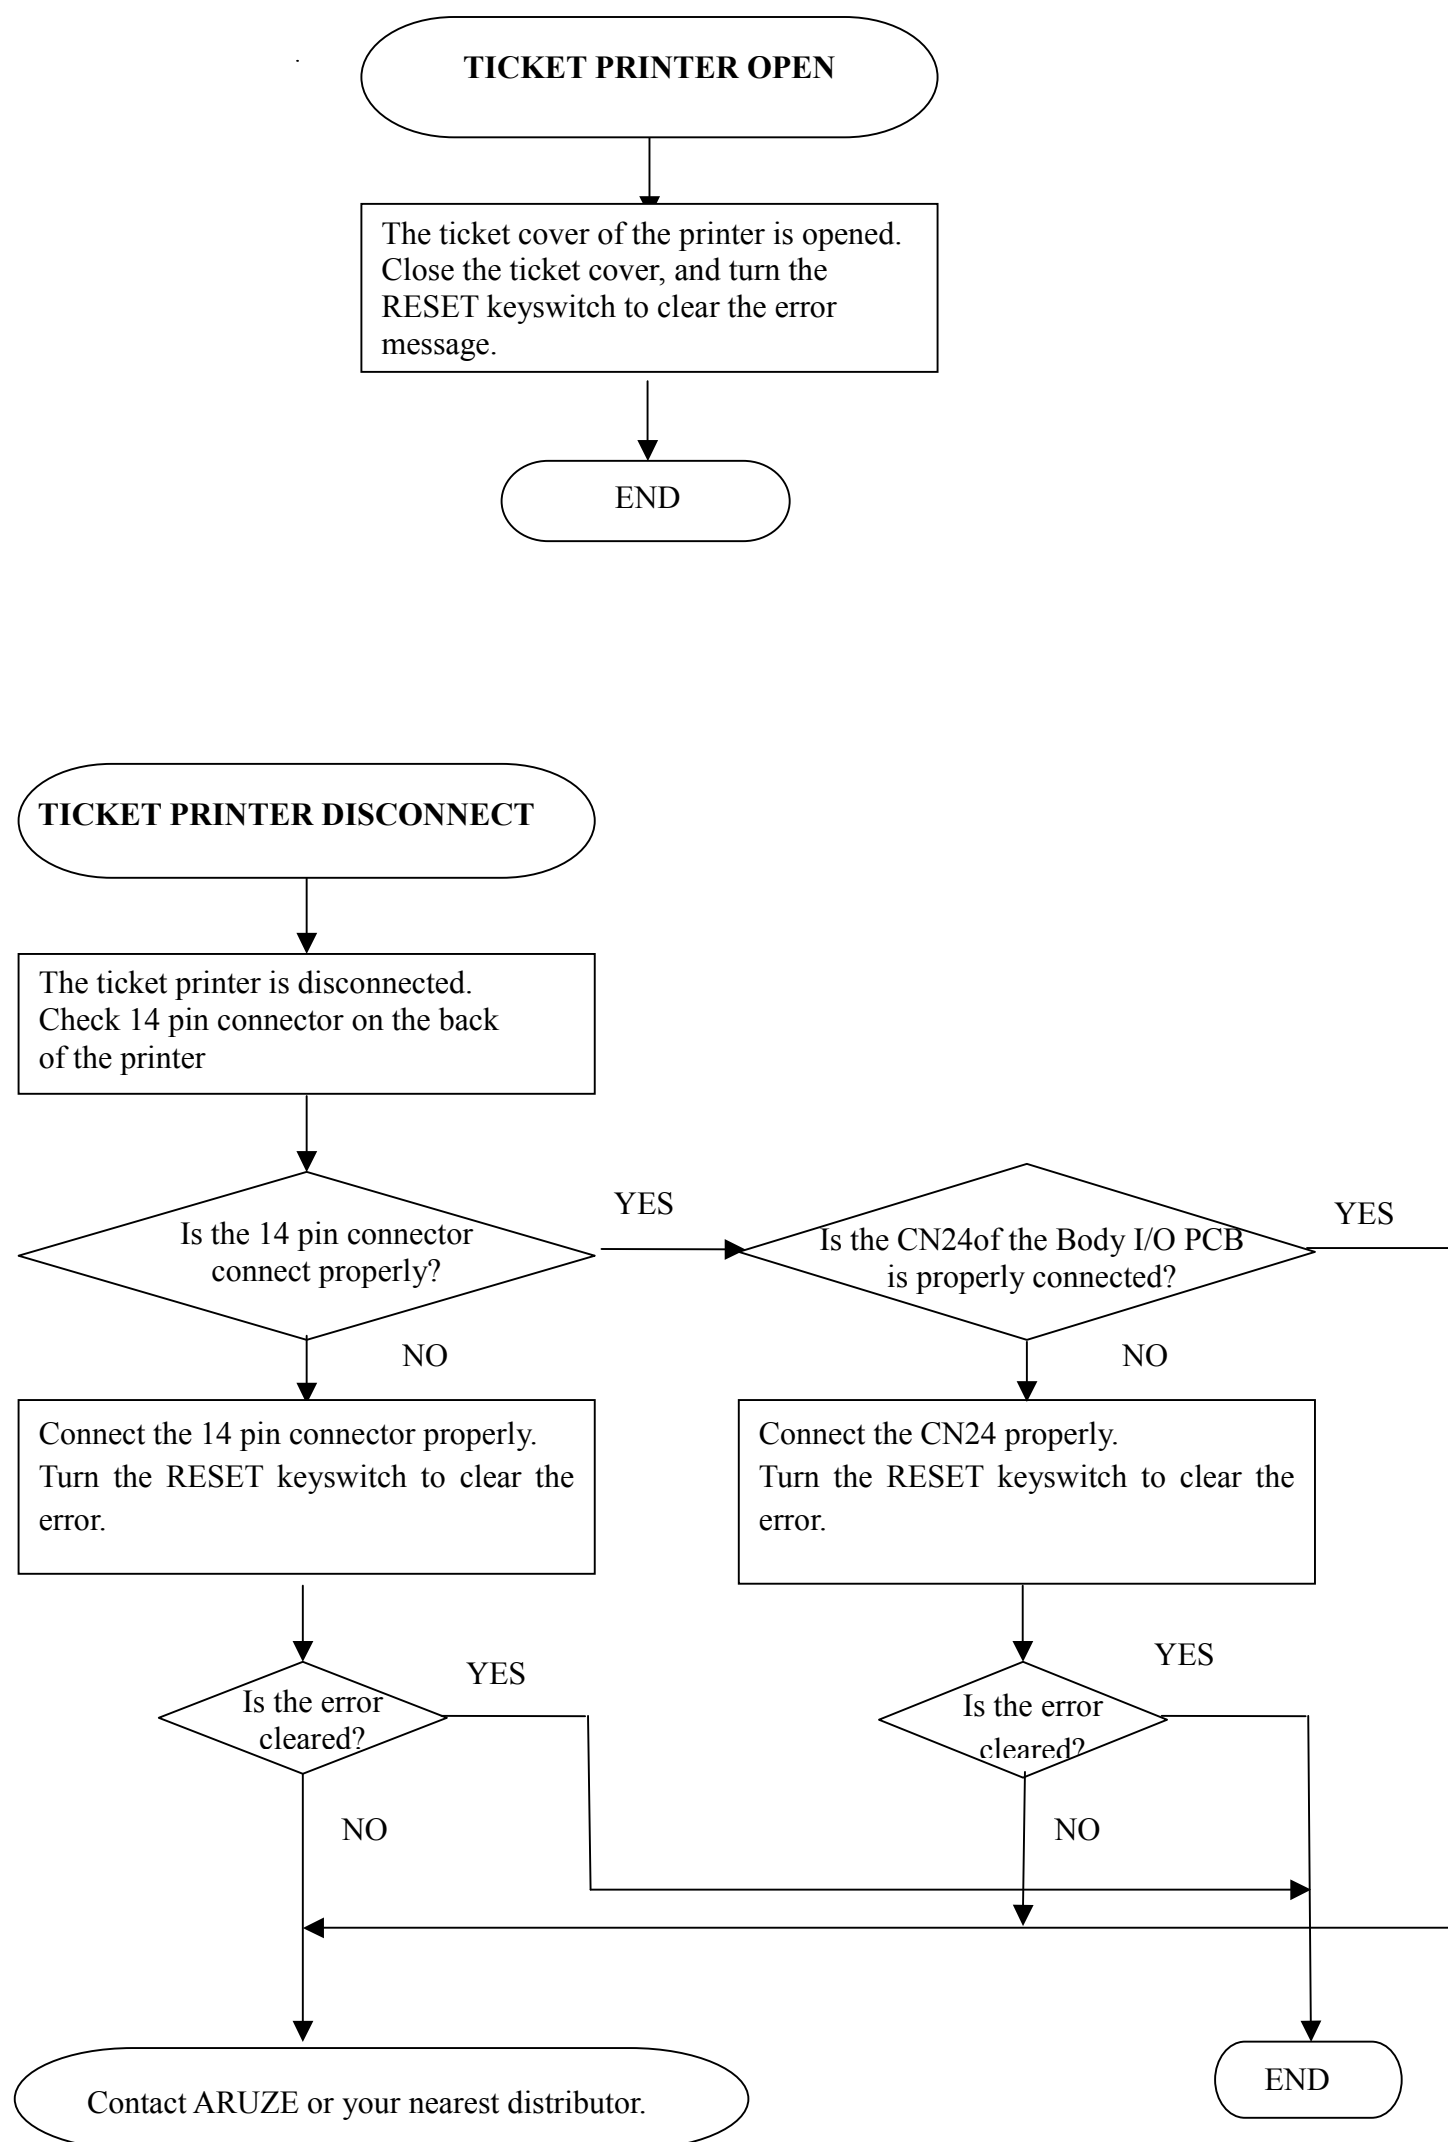 TICKET PRINTER OPEN
The ticket cover of the printer is opened.
Close the ticket cover, and turn the
RESET keyswitch to clear the error
message.
END
TICKET PRINTER DISCONNECT
The ticket printer is disconnected.
Check 14 pin connector on the back
of the printer
Is the 14 pin connector
connect properly?
YES
Is the CN24of the Body I/O PCB
is properly connected?
YES
NO
NO
Connect the 14 pin connector properly.
Turn the RESET keyswitch to clear the
error.
Connect the CN24 properly.
Turn the RESET keyswitch to clear the
error.
Is the error
cleared?
YES
Is the error
cleared?
YES
NO
NO
Contact ARUZE or your nearest distributor.
END